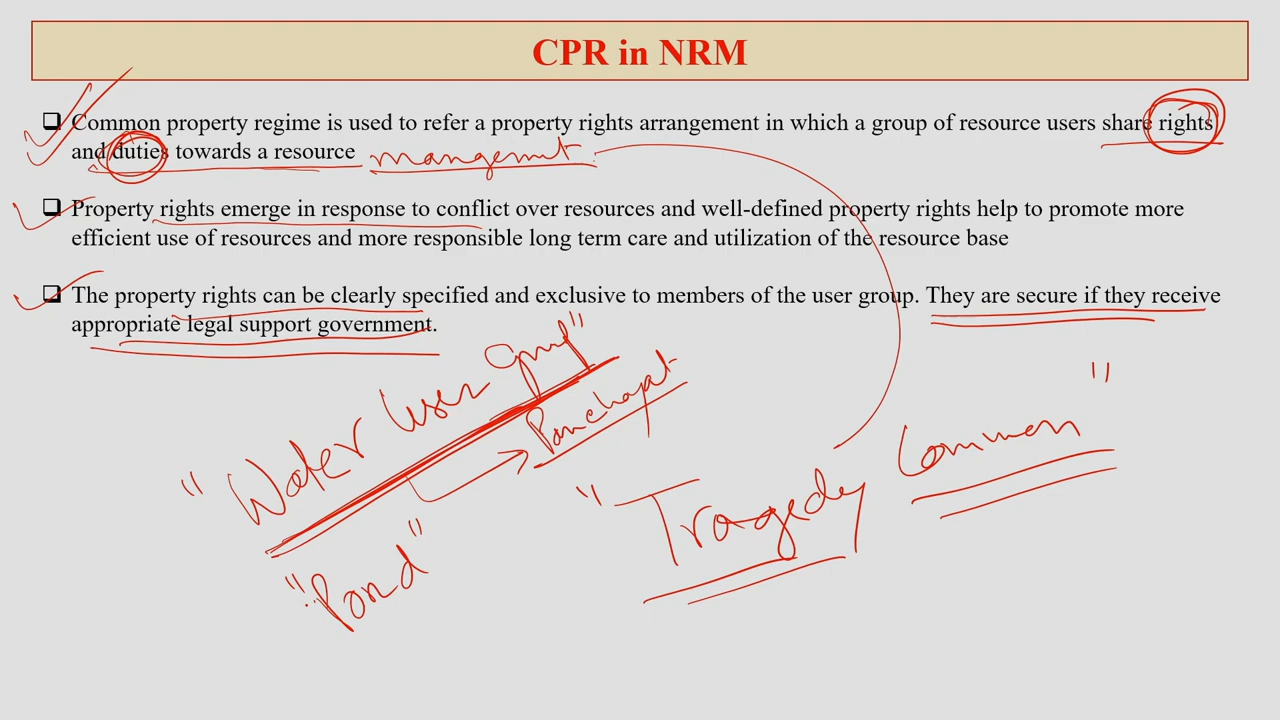 CPR in NRM
Common property regime is used to refer a property rights arrangement in which a group of resource users share rights
and duties towards a resource mangemnt
Property rights emerge in response to conflict over resources and well-defined property rights help to promote more
efficient use of resources and more responsible long term care and utilization of the resource base
The property rights can be clearly specified and exclusive to members of the user group. They are secure if they receive
appropriate legal support government.
"Water User Group"
Panchayat
"Pond"
"Tragedy Common"